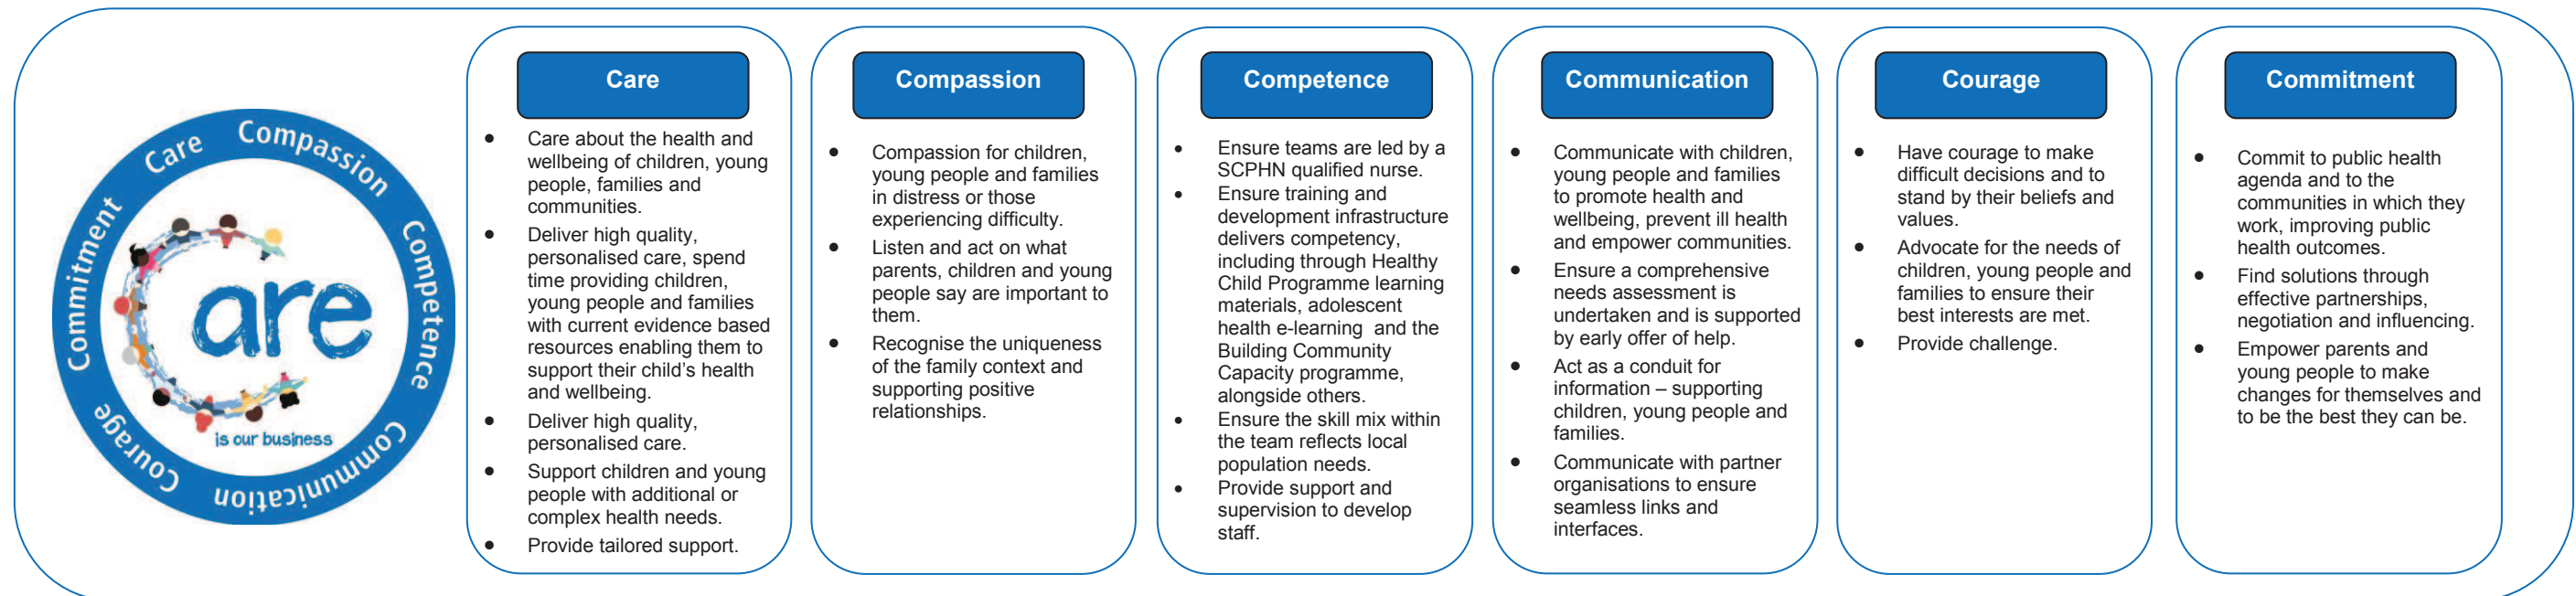 Care Compassion Competence Communication Courage Commitment
Care
is our business
Care
● Care about the health and
wellbeing of children, young
people, families and
communities.
● Deliver high quality,
personalised care, spend
time providing children,
young people and families
with current evidence based
resources enabling them to
support their child’s health
and wellbeing.
● Deliver high quality,
personalised care.
● Support children and young
people with additional or
complex health needs.
● Provide tailored support.
Compassion
● Compassion for children,
young people and families
in distress or those
experiencing difficulty.
● Listen and act on what
parents, children and young
people say are important to
them.
● Recognise the uniqueness
of the family context and
supporting positive
relationships.
Competence
● Ensure teams are led by a
SCPHN qualified nurse.
● Ensure training and
development infrastructure
delivers competency,
including through Healthy
Child Programme learning
materials, adolescent
health e-learning and the
Building Community
Capacity programme,
alongside others.
● Ensure the skill mix within
the team reflects local
population needs.
● Provide support and
supervision to develop
staff.
Communication
● Communicate with children,
young people and families
to promote health and
wellbeing, prevent ill health
and empower communities.
● Ensure a comprehensive
needs assessment is
undertaken and is supported
by early offer of help.
● Act as a conduit for
information – supporting
children, young people and
families.
● Communicate with partner
organisations to ensure
seamless links and
interfaces.
Courage
● Have courage to make
difficult decisions and to
stand by their beliefs and
values.
● Advocate for the needs of
children, young people and
families to ensure their
best interests are met.
● Provide challenge.
Commitment
● Commit to public health
agenda and to the
communities in which they
work, improving public
health outcomes.
● Find solutions through
effective partnerships,
negotiation and influencing.
● Empower parents and
young people to make
changes for themselves and
to be the best they can be.